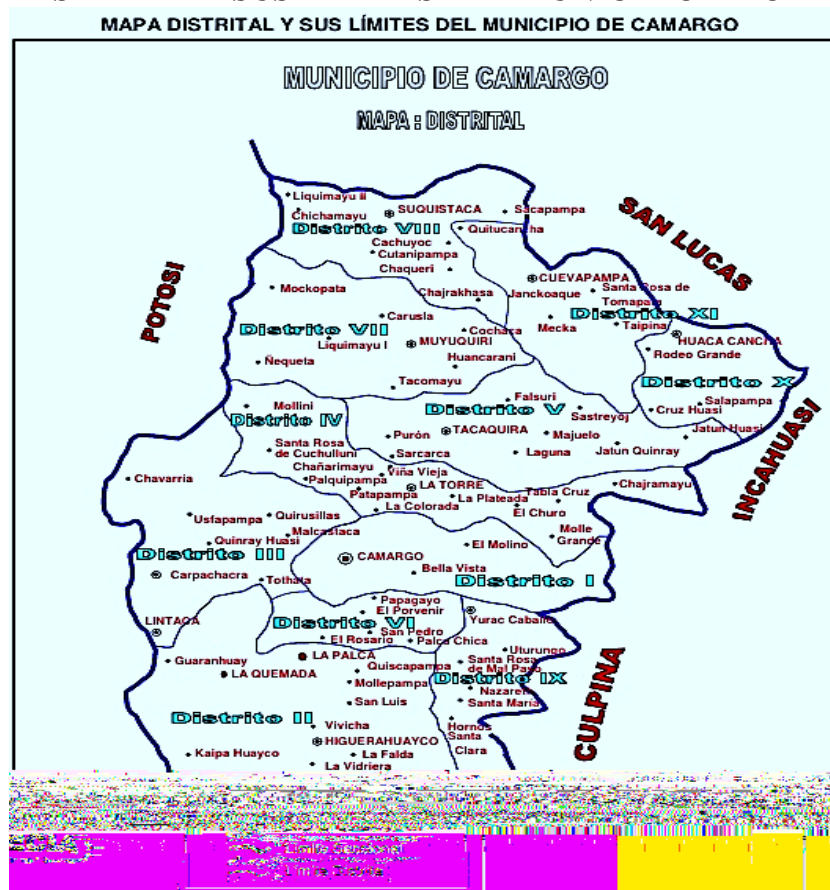 MAPA DISTRITAL Y SUS LÍMITES DEL MUNICIPIO DE CAMARGO
MUNICIPIO DE CAMARGO
MAPA : DISTRITAL
Liquimayu ii
Chichamayu
SUQUISTACA
Sacapampa
SAN LUCAS
Distrito VIII
Quitucancha
Cachuyoc
Cutanipampa
Chaqueri
CUEVAPAMPA
POTOSI
Mockopata
Chajrakhasa
Janckoaque
Santa Rosa de
Tomapata
Distrito XI
Carusla
Mecka
Taipina
Distrito VII
Cochaca
HUACA CANCHA
Liquimayu I
MUYUQUIRI
Huancarani
Rodeo Grande
Ñequeta
Tacomayu
Distrito X
Mollini
Falsuri
Distrito V
Salapampa
Distrito IV
Sastreyoj
Cruz Huasi
Purón
TACAQUIRA
Majuelo
Jatun Huasi
Santa Rosa
de Cuchulluni
Sarcarca
Laguna
Jatun Quinray
INCAHUASI
Chañarimayu
Viña Vieja
Chavarria
Palquipampa
LA TORRE
Chajramayu
Patapampa
La Plateada
Tabla Cruz
La Colorada
El Churo
Usfapampa
Quirusillas
Malcastaca
Molle
Grande
Quinray Huasi
El Molino
Distrito III
CAMARGO
Carpachacra
Tothata
Bella Vista
Distrito I
Papagayo
El Porvenir
LINTACA
Distrito VI
Yurac Caballo
San Pedro
El Rosario
Palca Chica
Uturungo
Guaranhuay
LA PALCA
Santa Rosa
de Mal Paso
LA QUEMADA
Quiscapampa
Distrito IX
Mollepampa
CULPINA
San Luis
Santa María
Distrito II
Vivicha
Hornos
Santa
Clara
HIGUERAHUAYCO
Kaipa Huayco
La Falda
La Vidriera